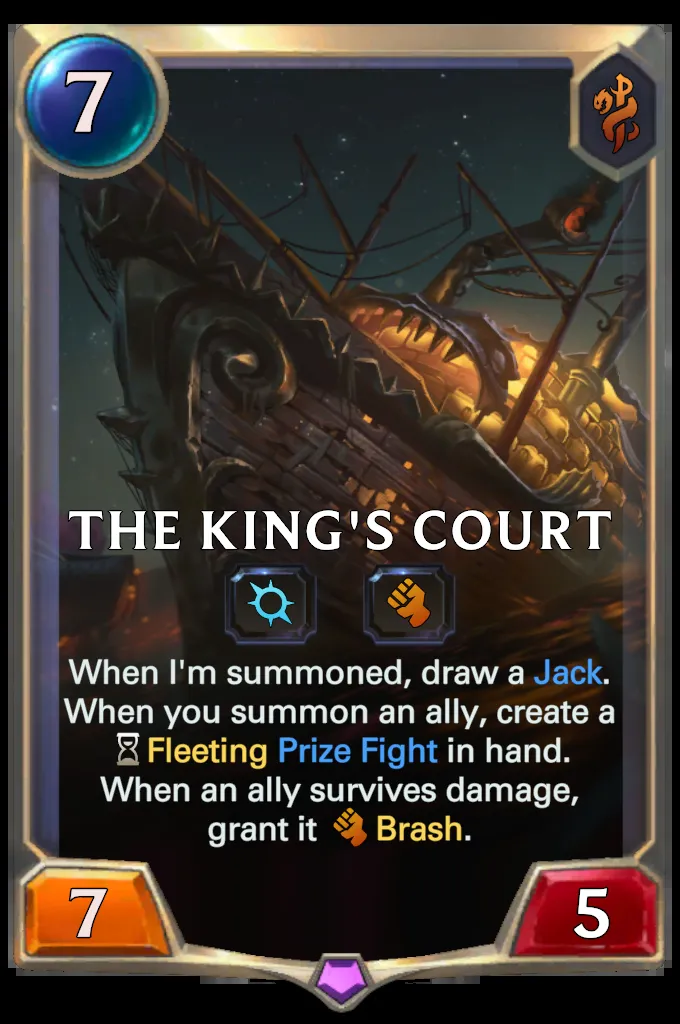 7
THE KING'S COURT
When I'm summoned, draw a Jack.
When you summon an ally, create a
Fleeting Prize Fight in hand.
When an ally survives damage,
grant it Brash.
7
5